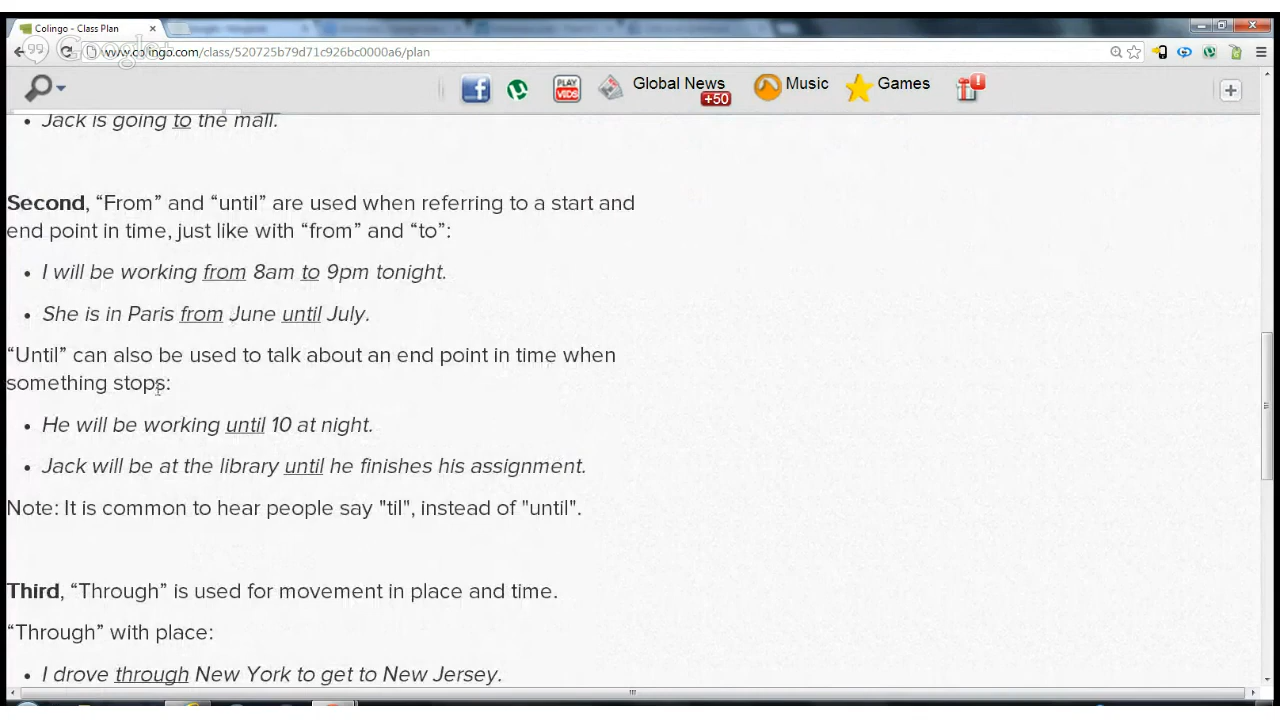 Colingo - Class Plan
www.colingo.com/class/520725b79d71c926bc0000a6/plan
Google+
PLAY VIDS
Global News
+50
Music
Games
• Jack is going to the mall.
Second, “From” and “until” are used when referring to a start and
end point in time, just like with “from” and “to”:
• I will be working from 8am to 9pm tonight.
• She is in Paris from June until July.
“Until” can also be used to talk about an end point in time when
something stops:
• He will be working until 10 at night.
• Jack will be at the library until he finishes his assignment.
Note: It is common to hear people say "til", instead of "until".
Third, “Through” is used for movement in place and time.
“Through” with place:
• I drove through New York to get to New Jersey.